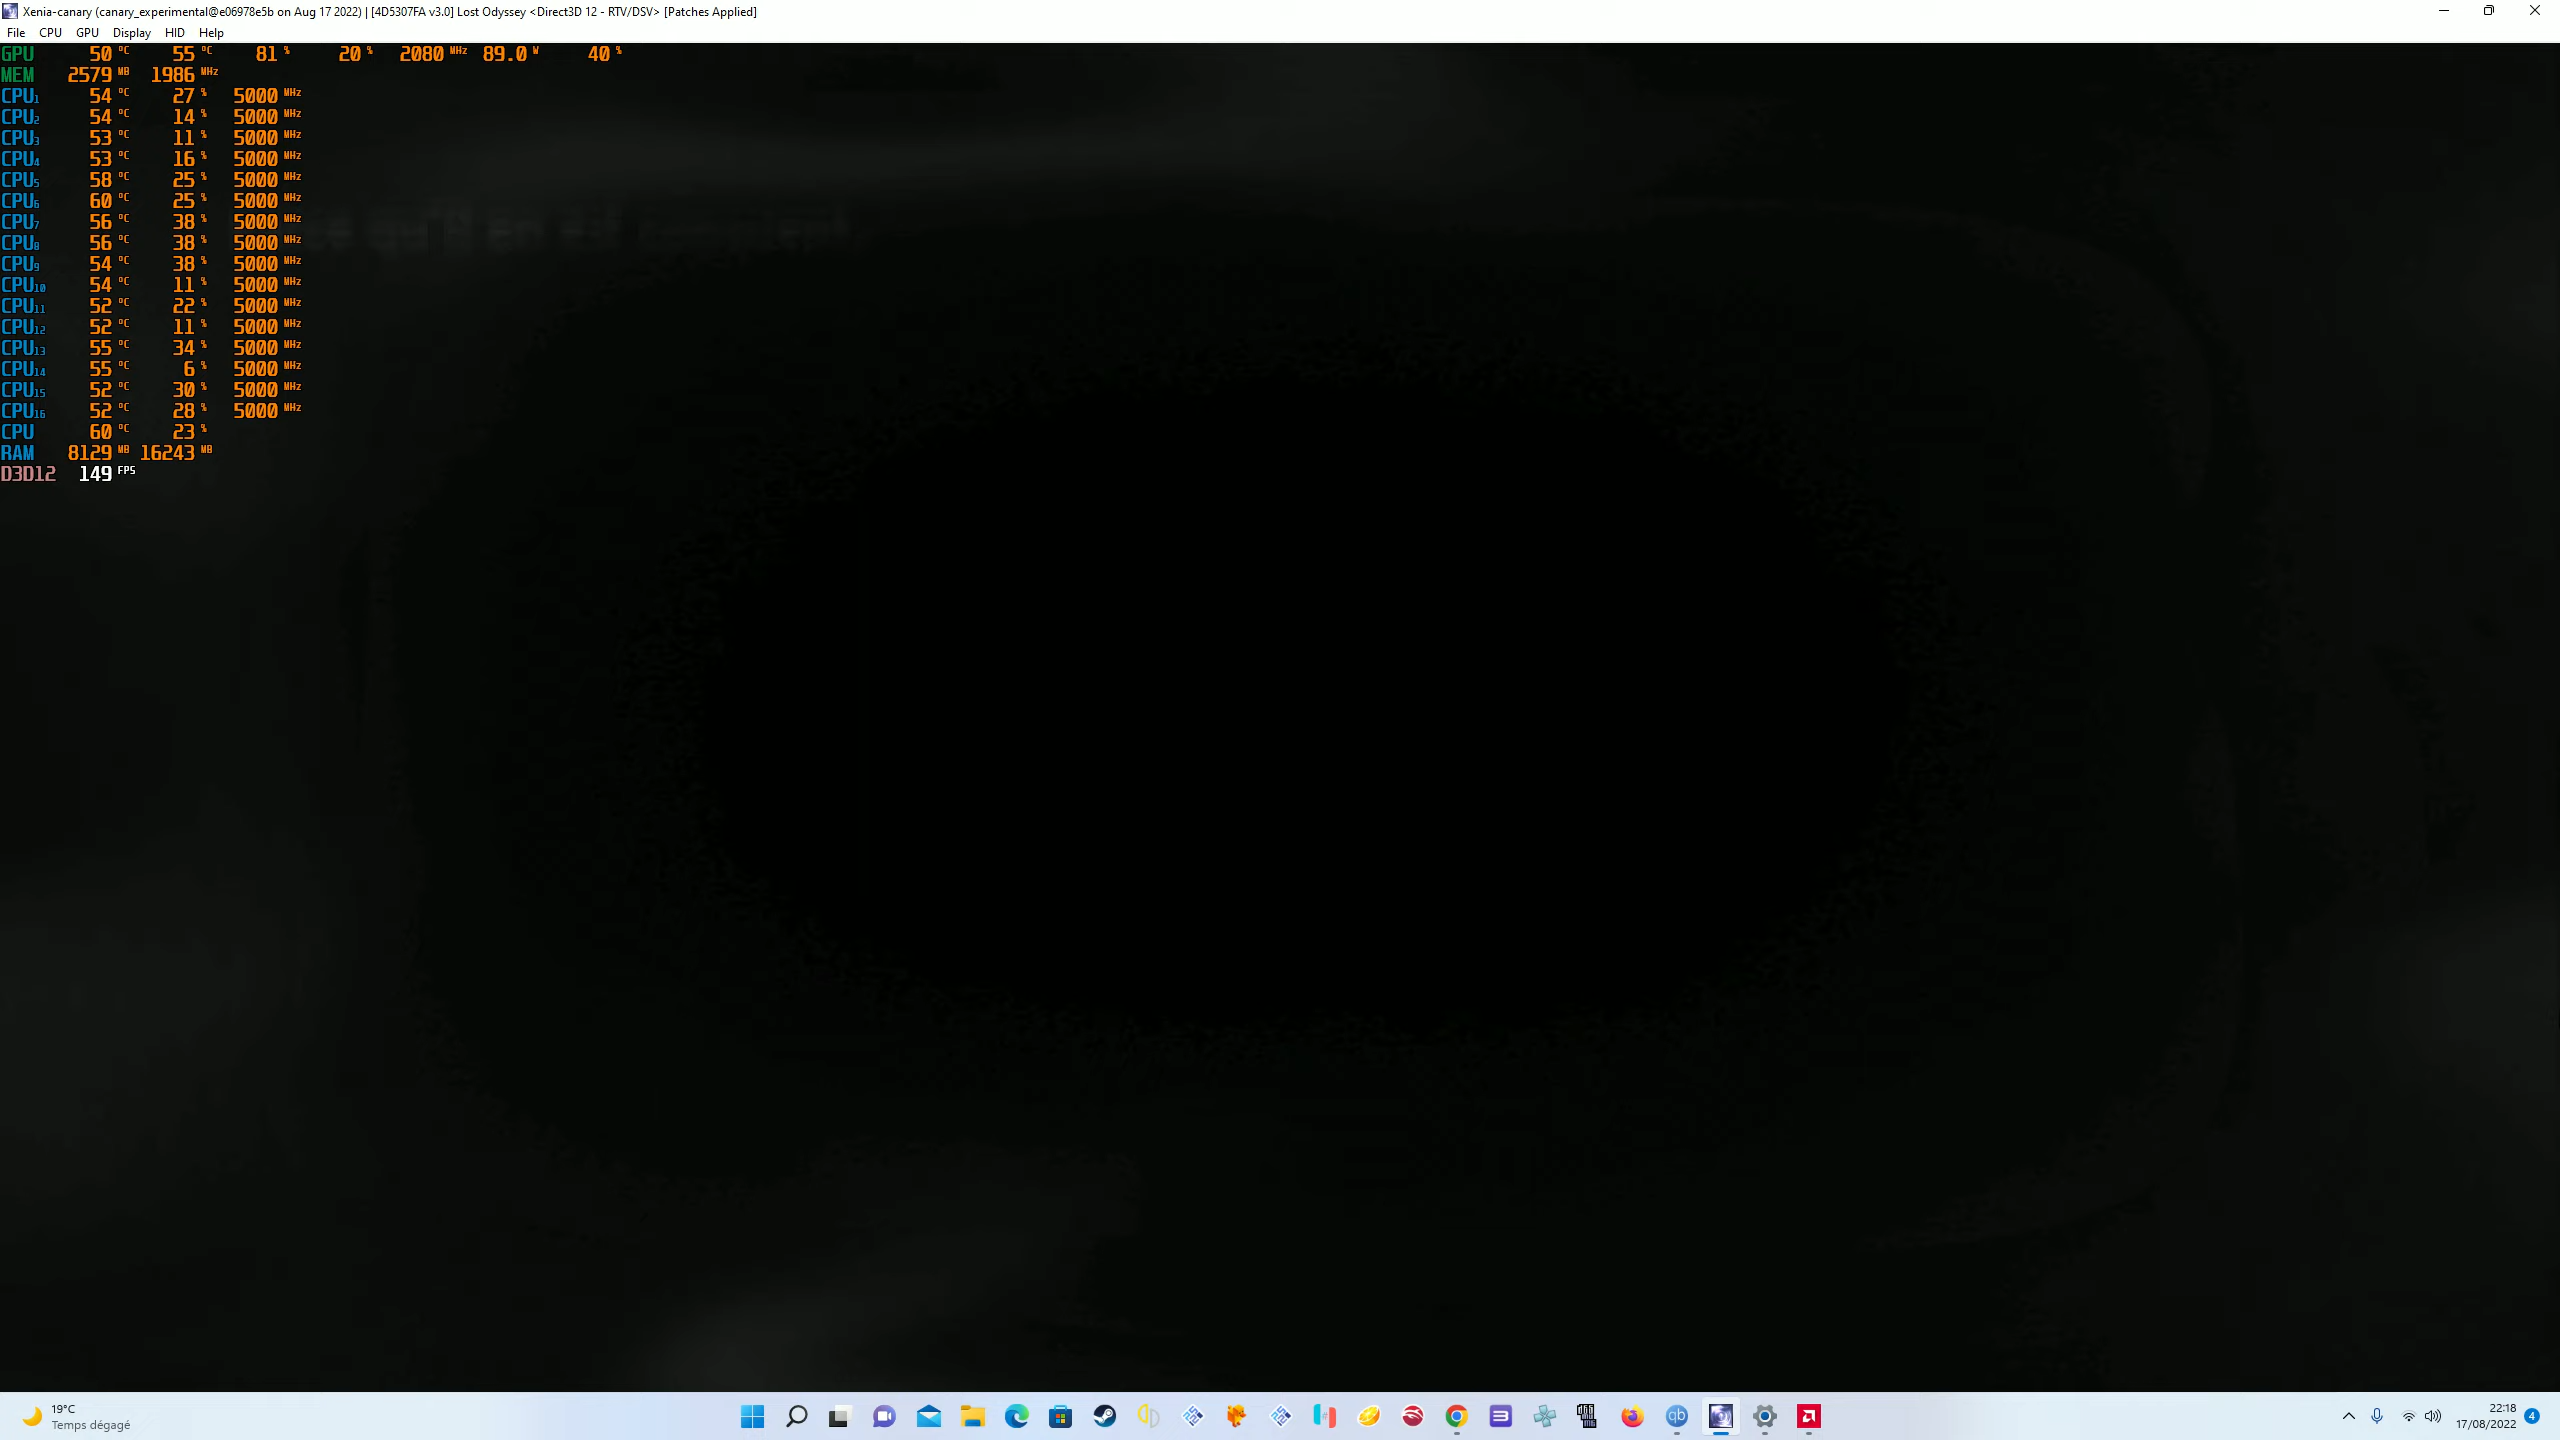 Xenia-canary (canary_experimental@e06978e5b on Aug 17 2022) | [4D5307FA v3.0] Lost Odyssey <Direct3D 12 - RTV/DSV> [Patches Applied]
File CPU GPU Display HID Help
GPU 50 °C 55 °C 81 % 20 % 2080 MHz 89.0 W 40 %
MEM 2579 MB 1986 MHz
CPU1 54 °C 27 % 5000 MHz
CPU2 54 °C 14 % 5000 MHz
CPU3 53 °C 11 % 5000 MHz
CPU4 53 °C 16 % 5000 MHz
CPU5 58 °C 25 % 5000 MHz
CPU6 60 °C 25 % 5000 MHz
CPU7 56 °C 38 % 5000 MHz
CPU8 56 °C 38 % 5000 MHz
CPU9 54 °C 38 % 5000 MHz
CPU10 54 °C 11 % 5000 MHz
CPU11 52 °C 22 % 5000 MHz
CPU12 52 °C 11 % 5000 MHz
CPU13 55 °C 34 % 5000 MHz
CPU14 55 °C 6 % 5000 MHz
CPU15 52 °C 30 % 5000 MHz
CPU16 52 °C 28 % 5000 MHz
CPU 60 °C 23 %
RAM 8129 MB 16243 MB
D3D12 149 FPS
19°C
Temps dégagé
22:18
17/08/2022
4